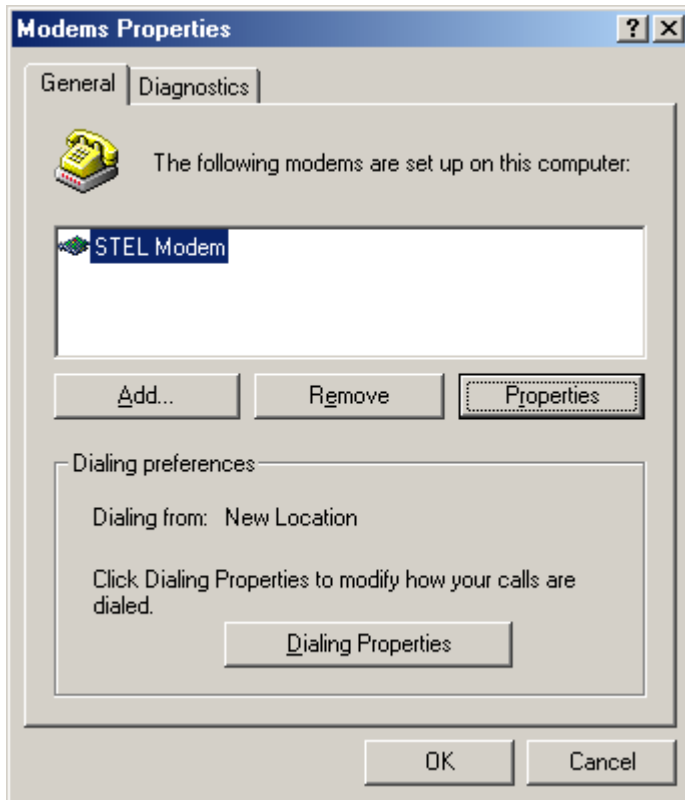 Modems Properties
General
Diagnostics
The following modems are set up on this computer:
STEL Modem
Add...
Remove
Properties
Dialing preferences
Dialing from: New Location
Click Dialing Properties to modify how your calls are
dialed.
Dialing Properties
OK
Cancel